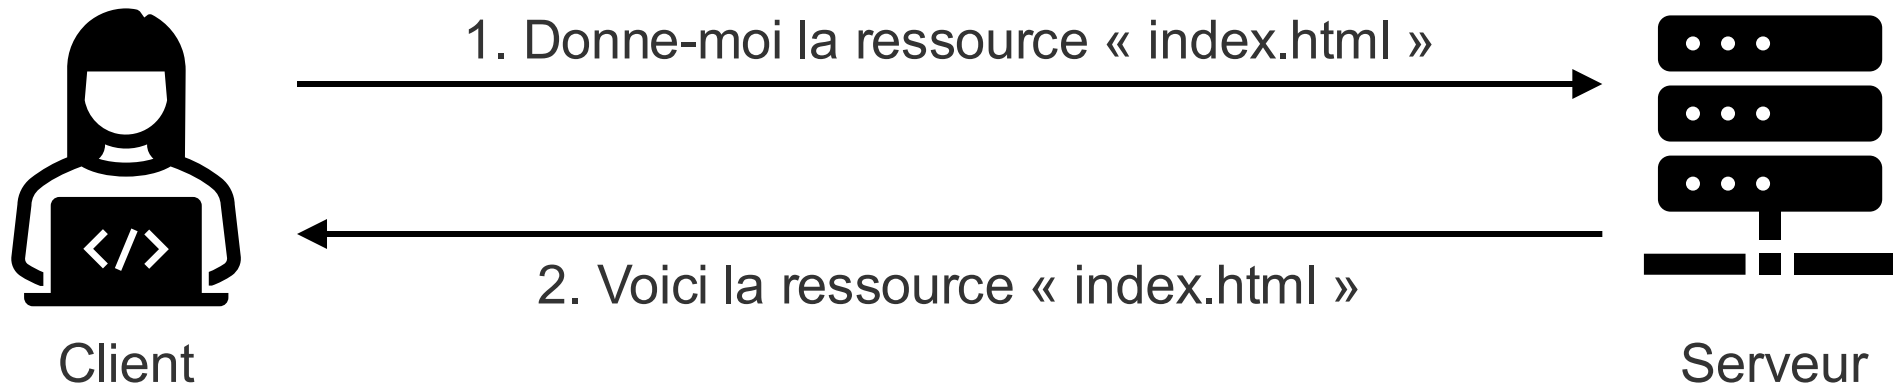 1. Donne-moi la ressource « index.html »
</>
2. Voici la ressource « index.html »
Client
Serveur